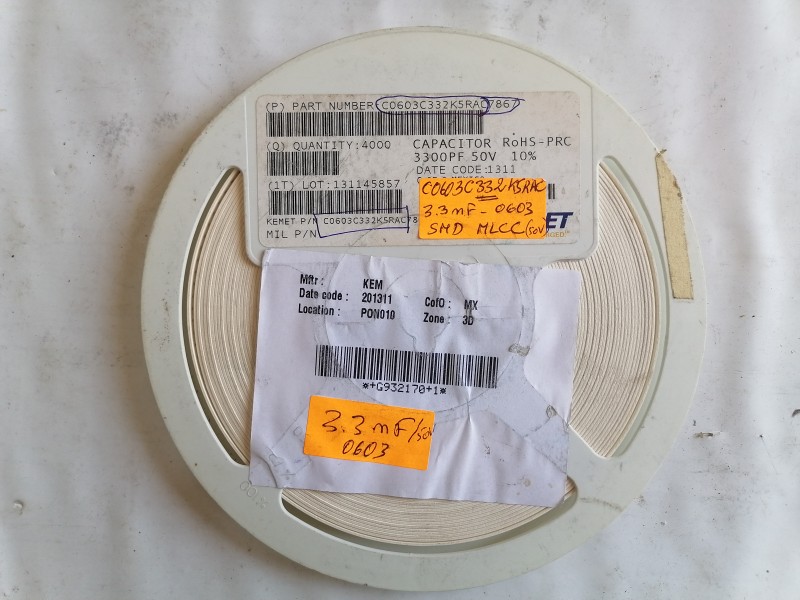 (P) PART NUMBER:C0603C332K5RAC7867
(Q) QUANTITY:4000
CAPACITOR RoHS-PRC
3300PF 50V 10%
DATE CODE:1311
(1T) LOT:131145857
KEMET P/N C0603C332K5RAC78
MIL P/N
C0603C332K5RAC
3.3mF - 0603
SMD MLCC (50V)
ET
Mftr : KEM
Date code : 201311 CofO : MX
Location : PON010 Zone : 3D
*+G932170+1*
3.3mF/50V
0603